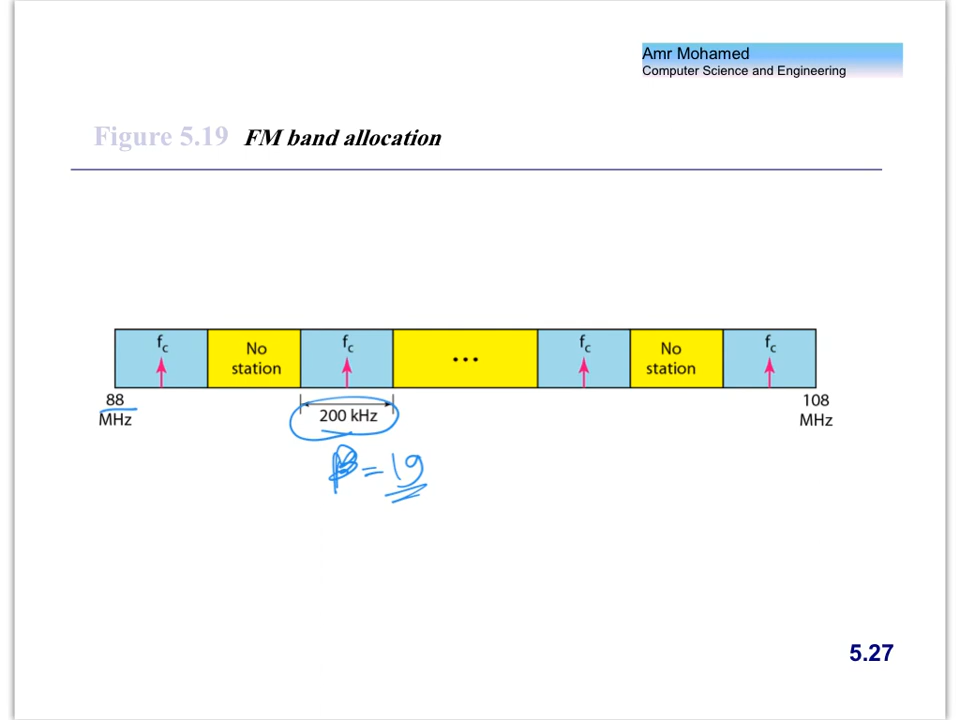 Amr Mohamed
Computer Science and Engineering
Figure 5.19 FM band allocation
fc No station fc ... fc No station fc
88 MHz 200 kHz 108 MHz
β = 19
5.27